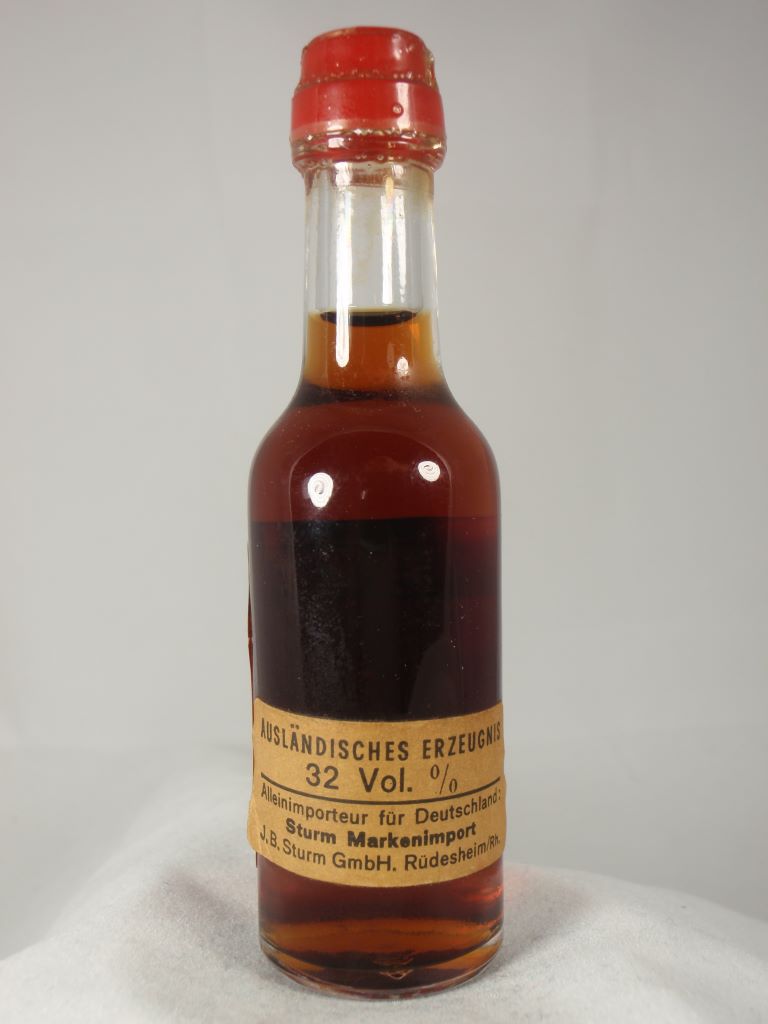 AUSLÄNDISCHES ERZEUGNIS
32 Vol. %
Alleinimporteur für Deutschland:
Sturm Markenimport
J.B. Sturm GmbH. Rüdesheim/Rh.